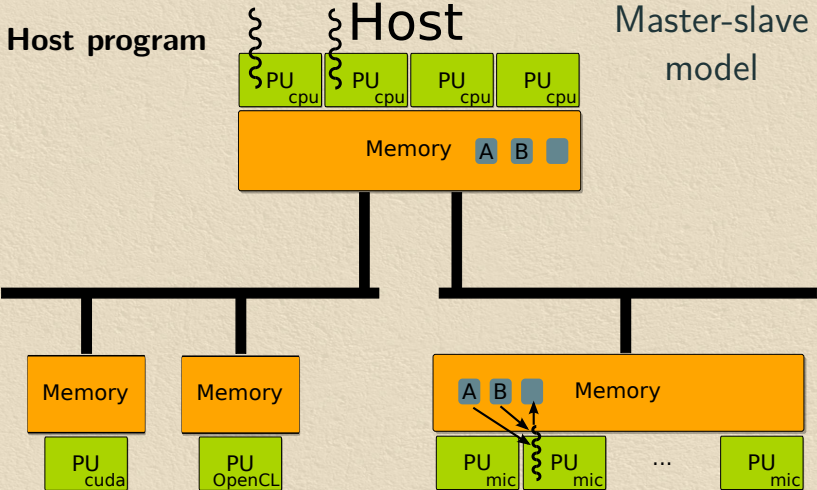 Host program
Host
Master-slave
model
PU cpu
PU cpu
PU cpu
PU cpu
Memory A B
Memory
Memory
A B Memory
PU cuda
PU OpenCL
PU mic
PU mic
...
PU mic